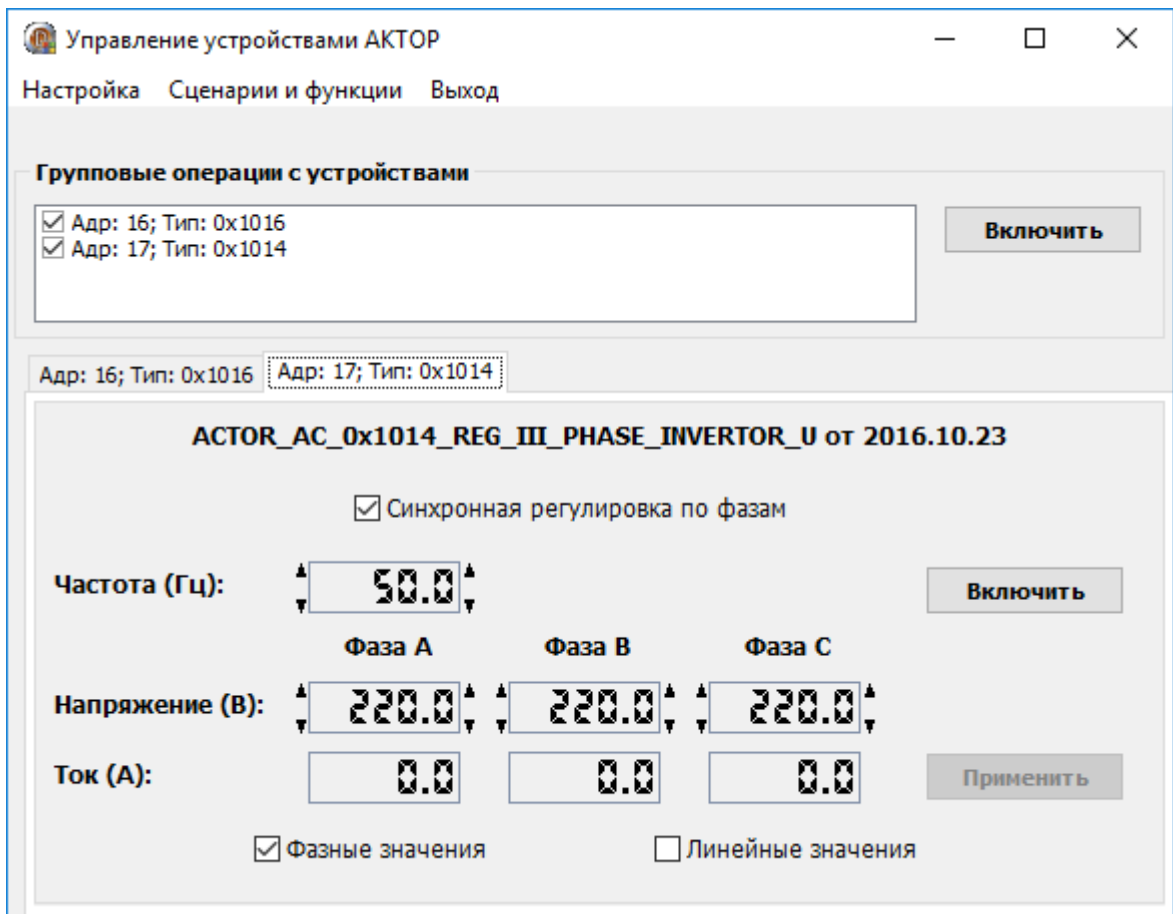 Управление устройствами АКТОР
Настройка Сценарии и функции Выход
Групповые операции с устройствами
Адр: 16; Тип: 0x1016
Адр: 17; Тип: 0x1014
Включить
Адр: 16; Тип: 0x1016 Адр: 17; Тип: 0x1014
ACTOR_AC_0x1014_REG_III_PHASE_INVERTOR_U от 2016.10.23
Синхронная регулировка по фазам
Частота (Гц): 50.0 Включить
Фаза A Фаза B Фаза C
Напряжение (В): 220.0 220.0 220.0
Ток (А): 0.0 0.0 0.0 Применить
Фазные значения Линейные значения